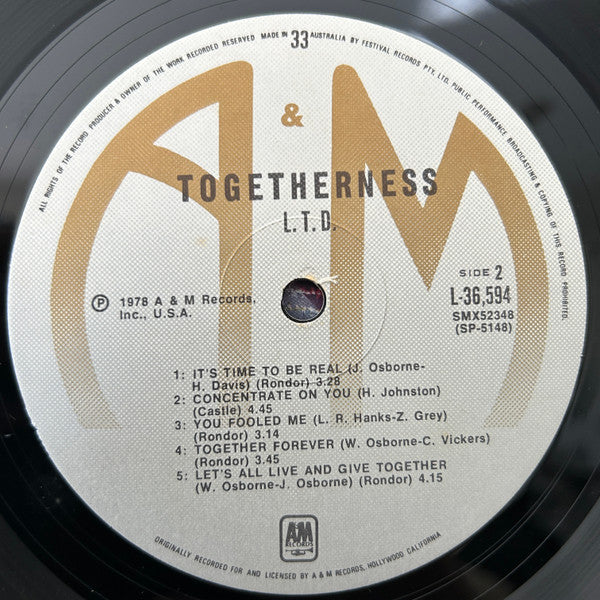 ALL RIGHTS OF THE RECORD PRODUCER & OWNER OF THE WORK RECORDED RESERVED MADE IN 33 AUSTRALIA BY FESTIVAL RECORDS PTY. LTD. PUBLIC PERFORMANCE BROADCASTING & COPYING OF THIS RECORD PROHIBITED.
A & M
TOGETHERNESS
L.T.D.
SIDE 2
L-36,594
SMX52348
(SP-5148)
℗ 1978 A & M Records,
Inc., U.S.A.
1: IT'S TIME TO BE REAL (J. Osborne-
H. Davis) (Rondor) 3.28
2: CONCENTRATE ON YOU (H. Johnston)
(Castle) 4.45
3: YOU FOOLED ME (L. R. Hanks-Z. Grey)
(Rondor) 3.14
4: TOGETHER FOREVER (W. Osborne-C. Vickers)
(Rondor) 3.45
5: LET'S ALL LIVE AND GIVE TOGETHER
(W. Osborne-J. Osborne) (Rondor) 4.15
AM
RECORDS
ORIGINALLY RECORDED FOR AND LICENSED BY A & M RECORDS, HOLLYWOOD CALIFORNIA